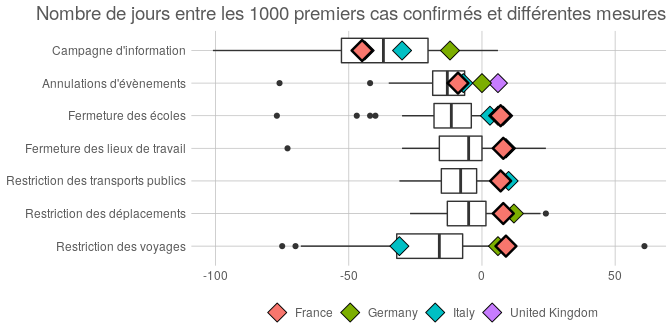 Nombre de jours entre les 1000 premiers cas confirmés et différentes mesures
Campagne d'information
Annulations d'évènements
Fermeture des écoles
Fermeture des lieux de travail
Restriction des transports publics
Restriction des déplacements
Restriction des voyages
-100 -50 0 50
France Germany Italy United Kingdom